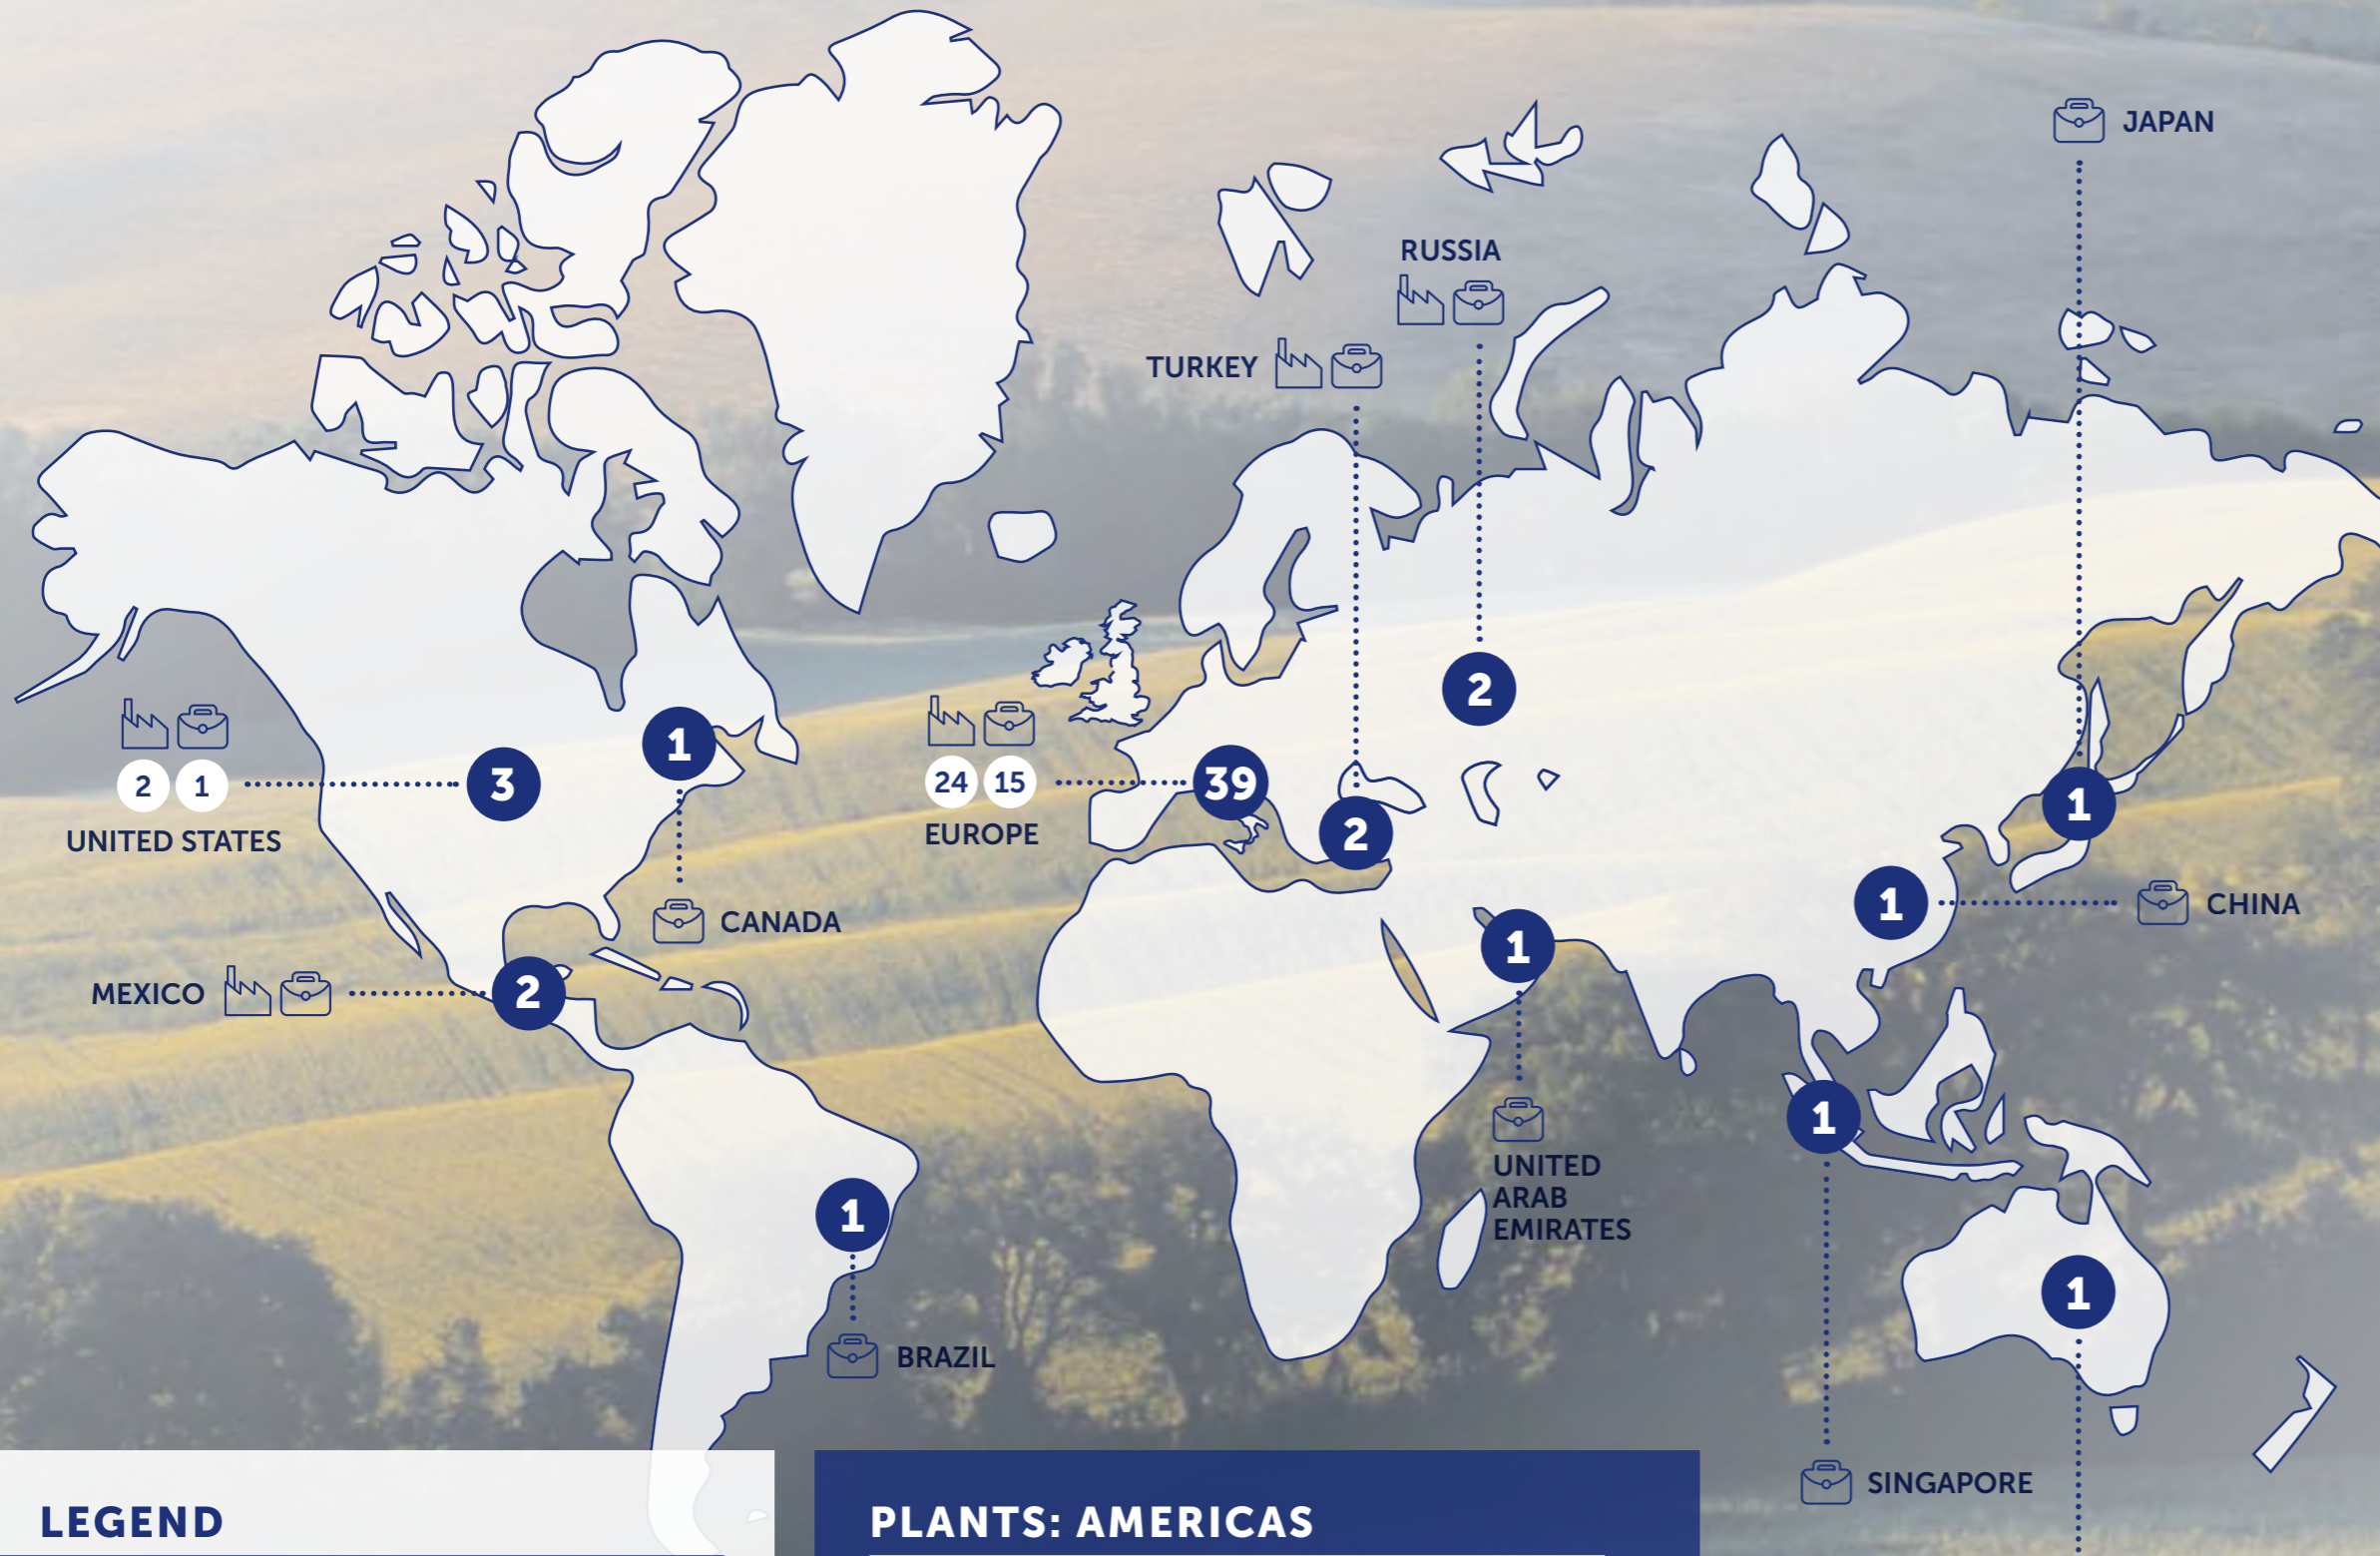 JAPAN
RUSSIA
TURKEY
2
1
2 1
3
24 15
39
UNITED STATES
EUROPE
1
2
1
CHINA
CANADA
1
MEXICO
2
1
UNITED
ARAB
EMIRATES
1
1
BRAZIL
SINGAPORE
LEGEND
PLANTS: AMERICAS